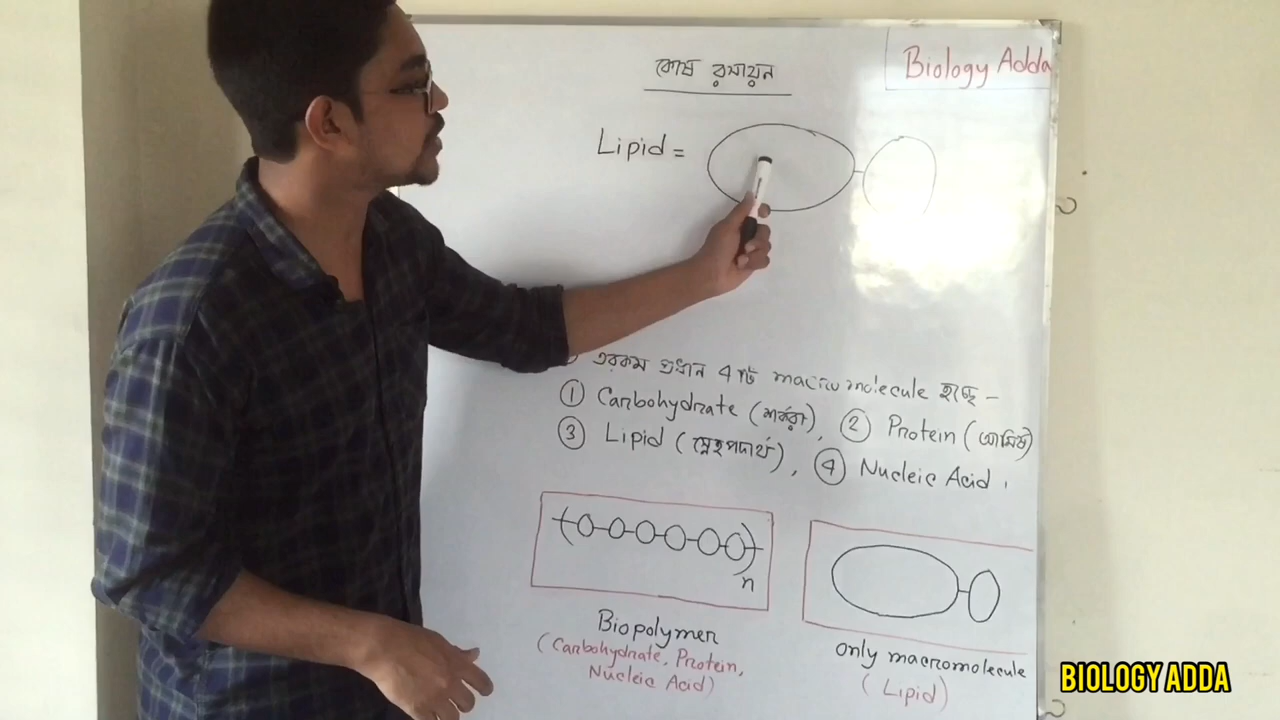 কোষ রসায়ন
Biology Adda
Lipid =
এরকম প্রধান 4 টি macromolecule হচ্ছে -
① Carbohydrate (শর্করা), ② Protein (আমিষ)
③ Lipid (স্নেহপদার্থ), ④ Nucleic Acid.
n
Biopolymer
(Carbohydrate, Protein,
Nucleic Acid)
only macromolecule
(Lipid)
BIOLOGY ADDA